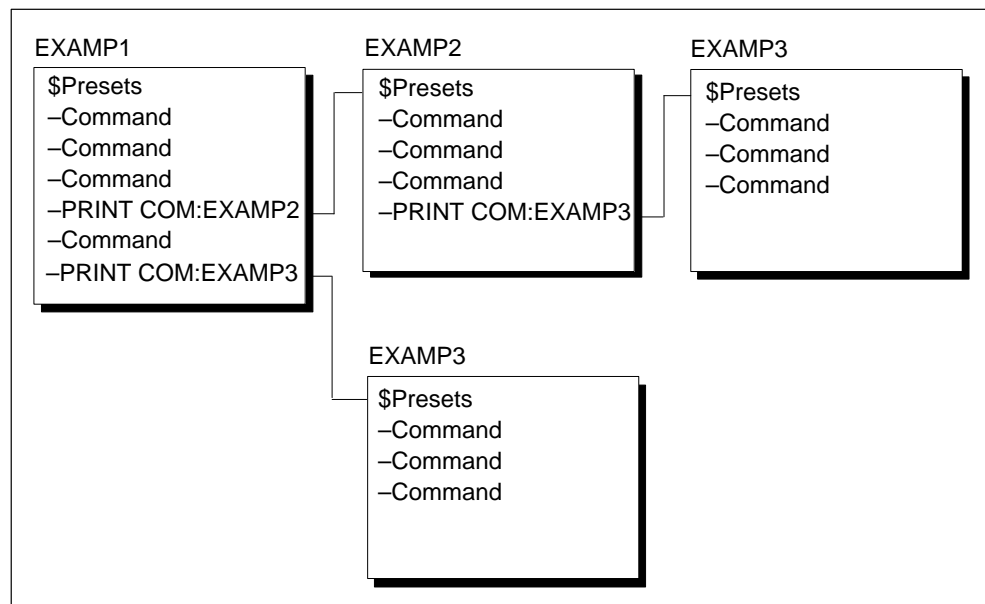 EXAMP1
$Presets
–Command
–Command
–Command
–PRINT COM:EXAMP2
–Command
–PRINT COM:EXAMP3
EXAMP2
$Presets
–Command
–Command
–Command
–PRINT COM:EXAMP3
EXAMP3
$Presets
–Command
–Command
–Command
EXAMP3
$Presets
–Command
–Command
–Command